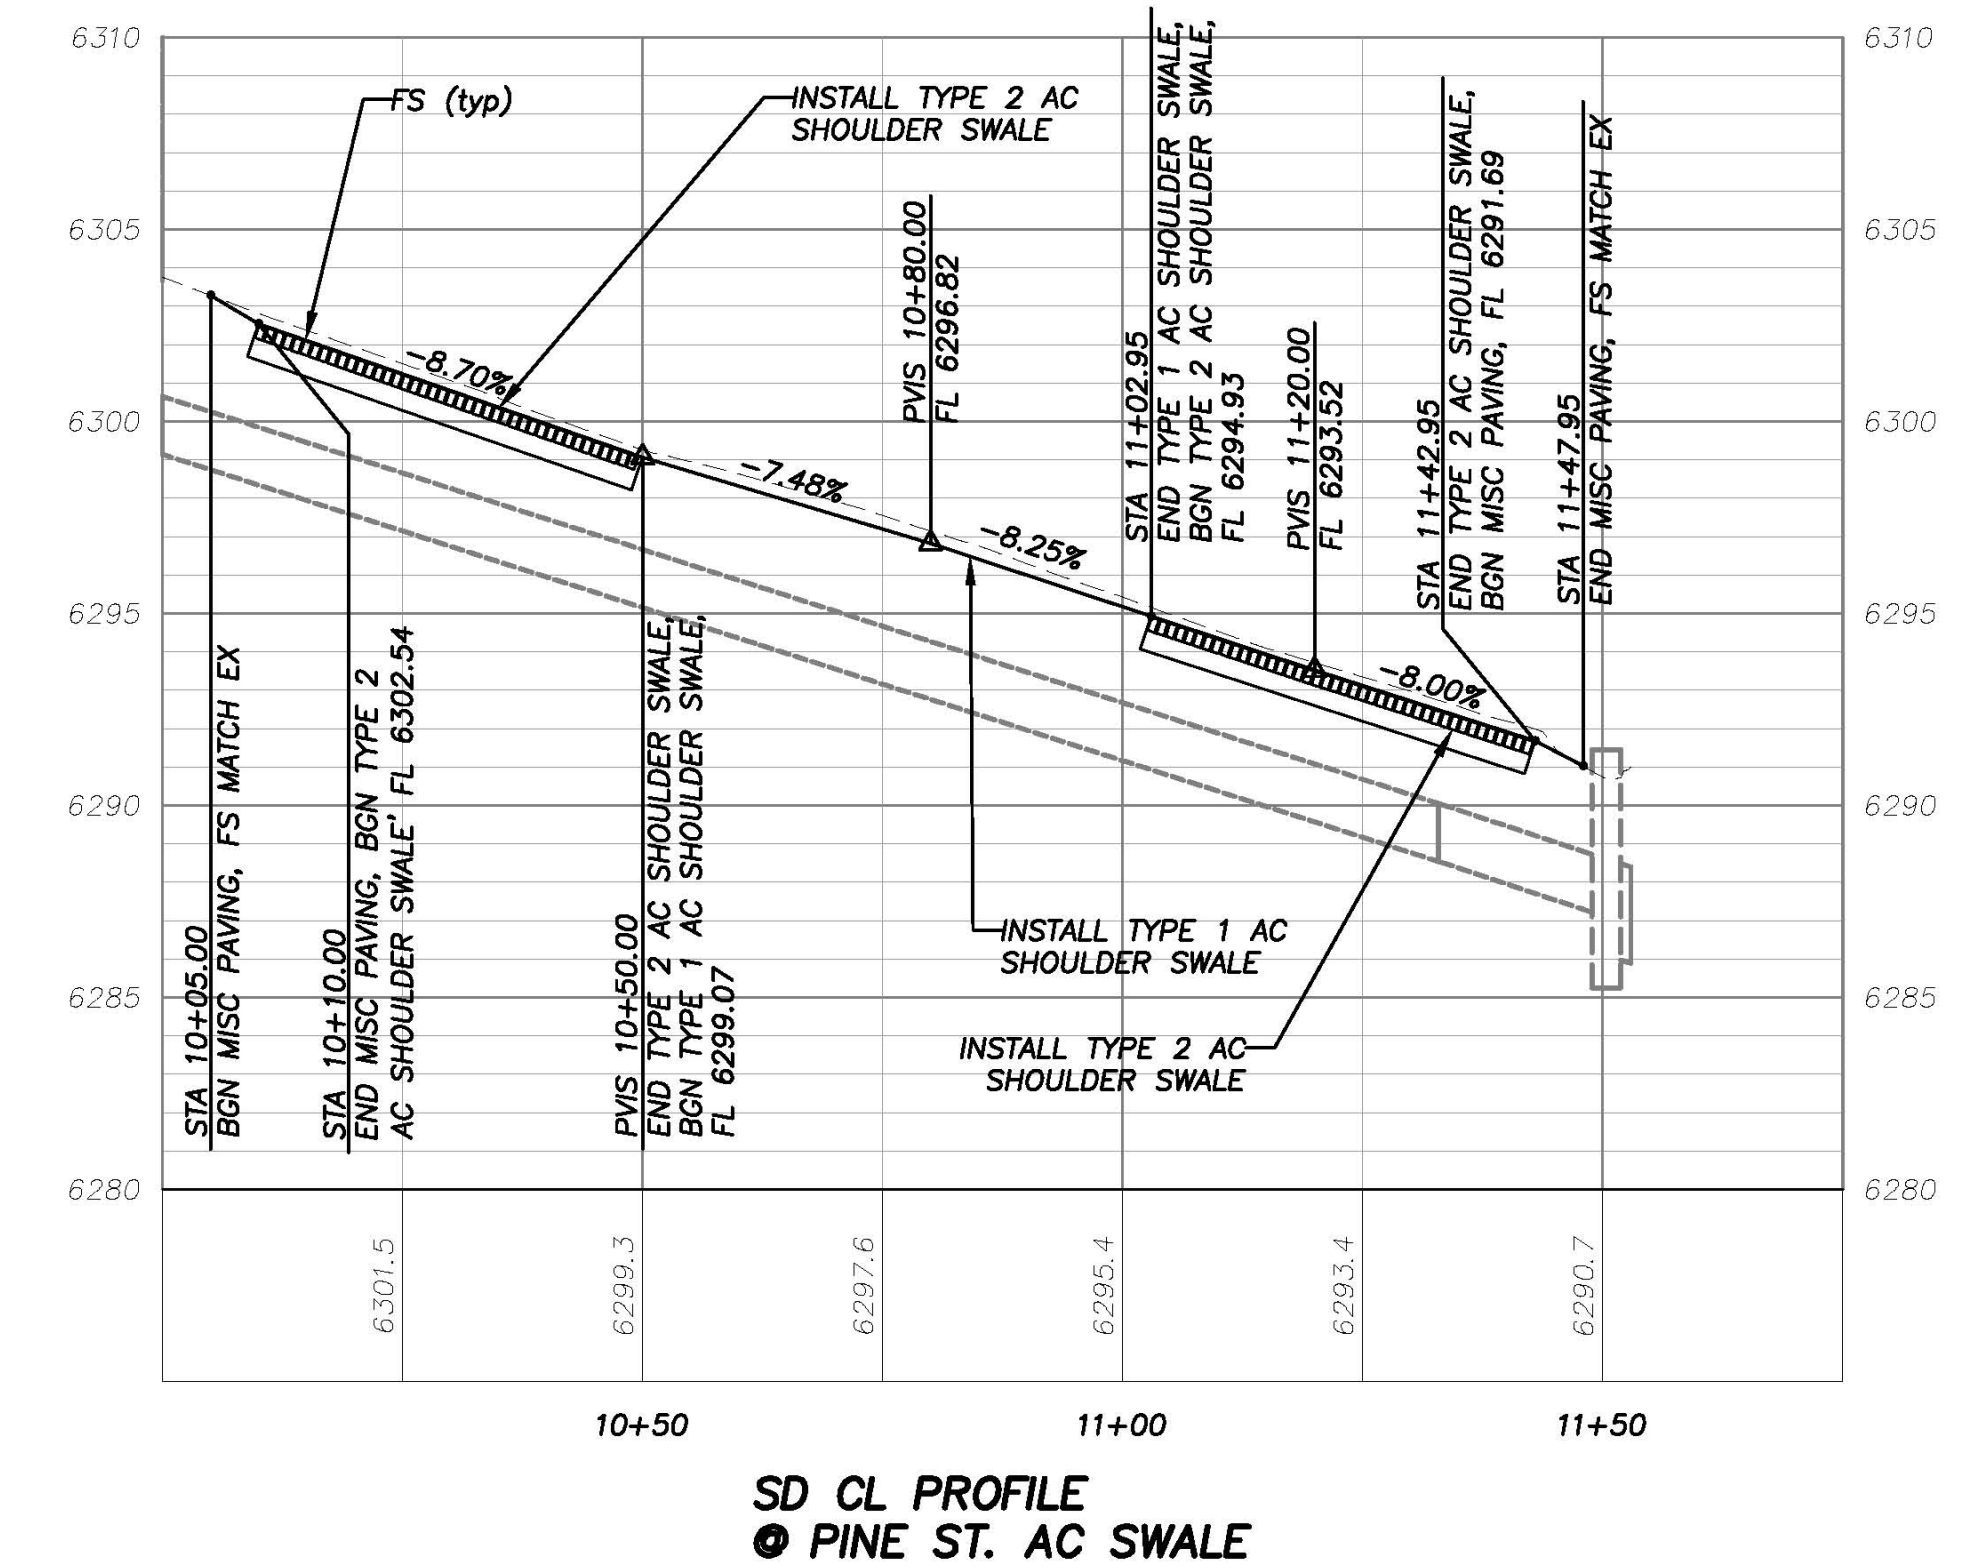 6310
6305
6300
6295
6290
6285
6280
6310
6305
6300
6295
6290
6285
6280
FS (typ)
INSTALL TYPE 2 AC
SHOULDER SWALE
-8.70%
-7.48%
-8.25%
-8.00%
STA 10+05.00
BGN MISC PAVING, FS MATCH EX
STA 10+10.00
END MISC PAVING, BGN TYPE 2
AC SHOULDER SWALE' FL 6302.54
PVIS 10+50.00
END TYPE 2 AC SHOULDER SWALE,
BGN TYPE 1 AC SHOULDER SWALE,
FL 6299.07
PVIS 10+80.00
FL 6296.82
STA 11+02.95
END TYPE 1 AC SHOULDER SWALE,
BGN TYPE 2 AC SHOULDER SWALE,
FL 6294.93
PVIS 11+20.00
FL 6293.52
STA 11+42.95
END TYPE 2 AC SHOULDER SWALE,
BGN MISC PAVING, FL 6291.69
STA 11+47.95
END MISC PAVING, FS MATCH EX
INSTALL TYPE 1 AC
SHOULDER SWALE
INSTALL TYPE 2 AC
SHOULDER SWALE
6301.5
6299.3
6297.6
6295.4
6293.4
6290.7
10+50
11+00
11+50
SD CL PROFILE
@ PINE ST. AC SWALE